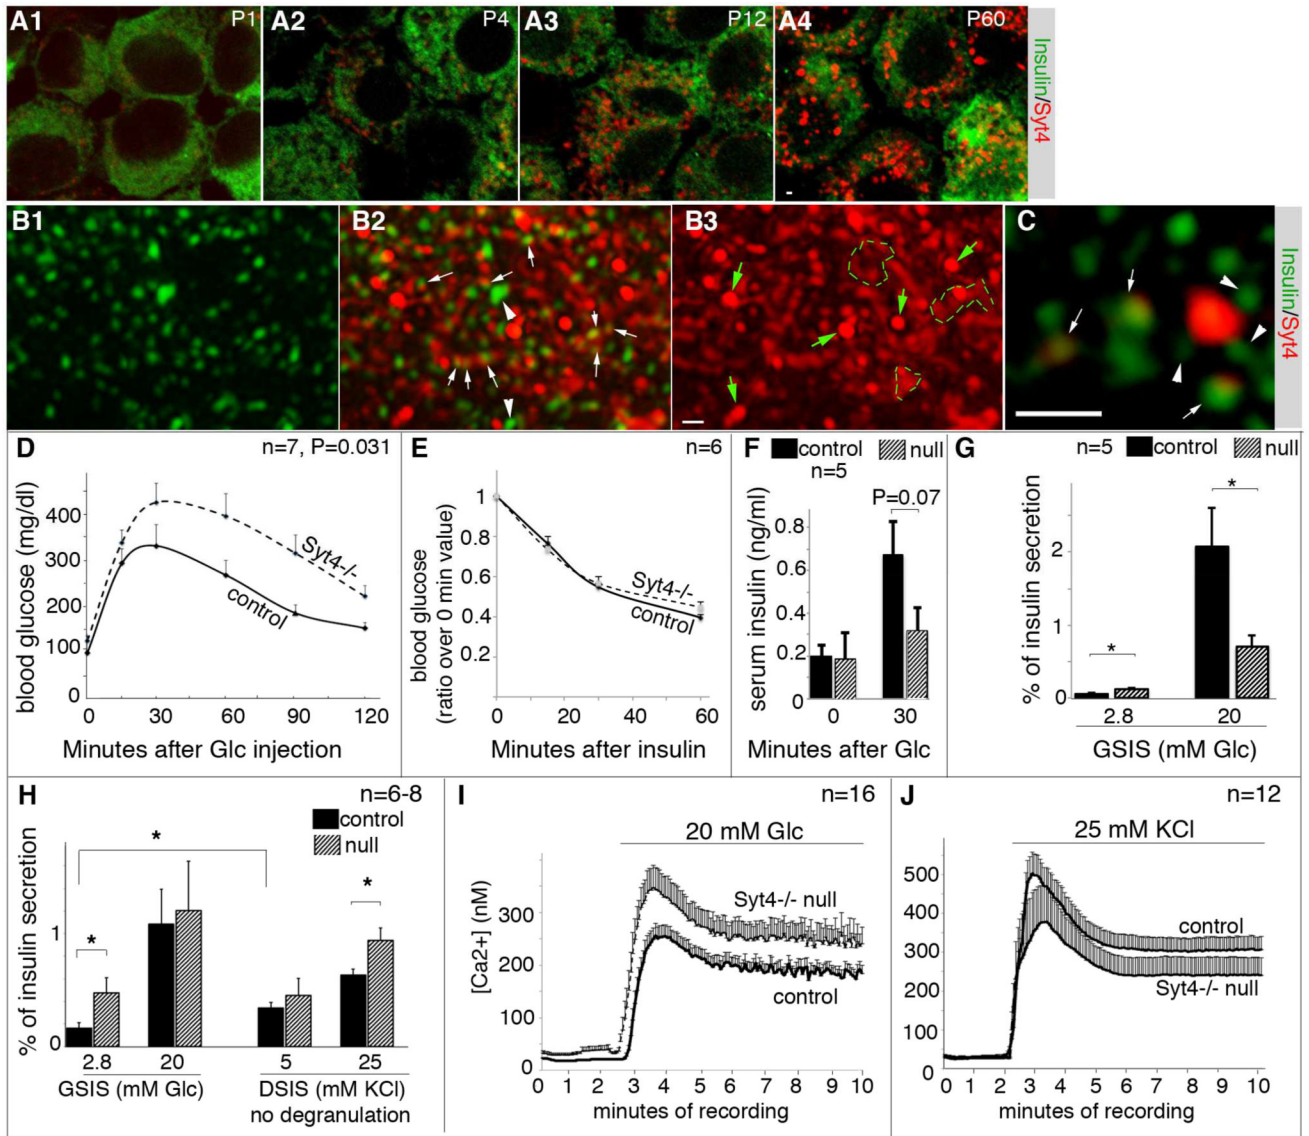 A1 P1 A2 P4 A3 P12 A4 P60
Insulin/Syt4
B1 B2 B3 C
Insulin/Syt4
D
n=7, P=0.031
blood glucose (mg/dl)
400
300
200
100
0
Syt4-/-
control
0 30 60 90 120
Minutes after Glc injection
E
n=6
blood glucose
(ratio over 0 min value)
1
0.8
0.6
0.4
0.2
Syt4-/-
control
0 20 40 60
Minutes after insulin
F
control null
n=5
P=0.07
serum insulin (ng/ml)
0.8
0.6
0.4
0.2
0
0 30
Minutes after Glc
G
n=5 control null
% of insulin secretion
2
1
0
* *
2.8 20
GSIS (mM Glc)
H
n=6-8
control
null
% of insulin secretion
1
0
* * *
2.8 20 5 25
GSIS (mM Glc) DSIS (mM KCl)
no degranulation
I
n=16
20 mM Glc
[Ca2+] (nM)
300
200
100
0
Syt4-/- null
control
0 1 2 3 4 5 6 7 8 9 10
minutes of recording
J
n=12
25 mM KCl
500
400
300
200
100
0
control
Syt4-/- null
0 1 2 3 4 5 6 7 8 9 10
minutes of recording